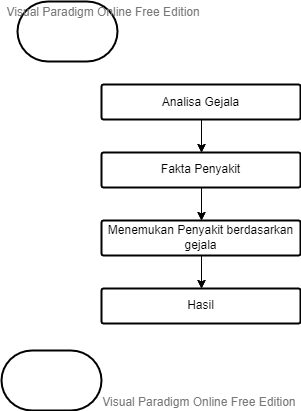 Visual Paradigm Online Free Edition
Analisa Gejala
Fakta Penyakit
Menemukan Penyakit berdasarkan
gejala
Hasil
Visual Paradigm Online Free Edition